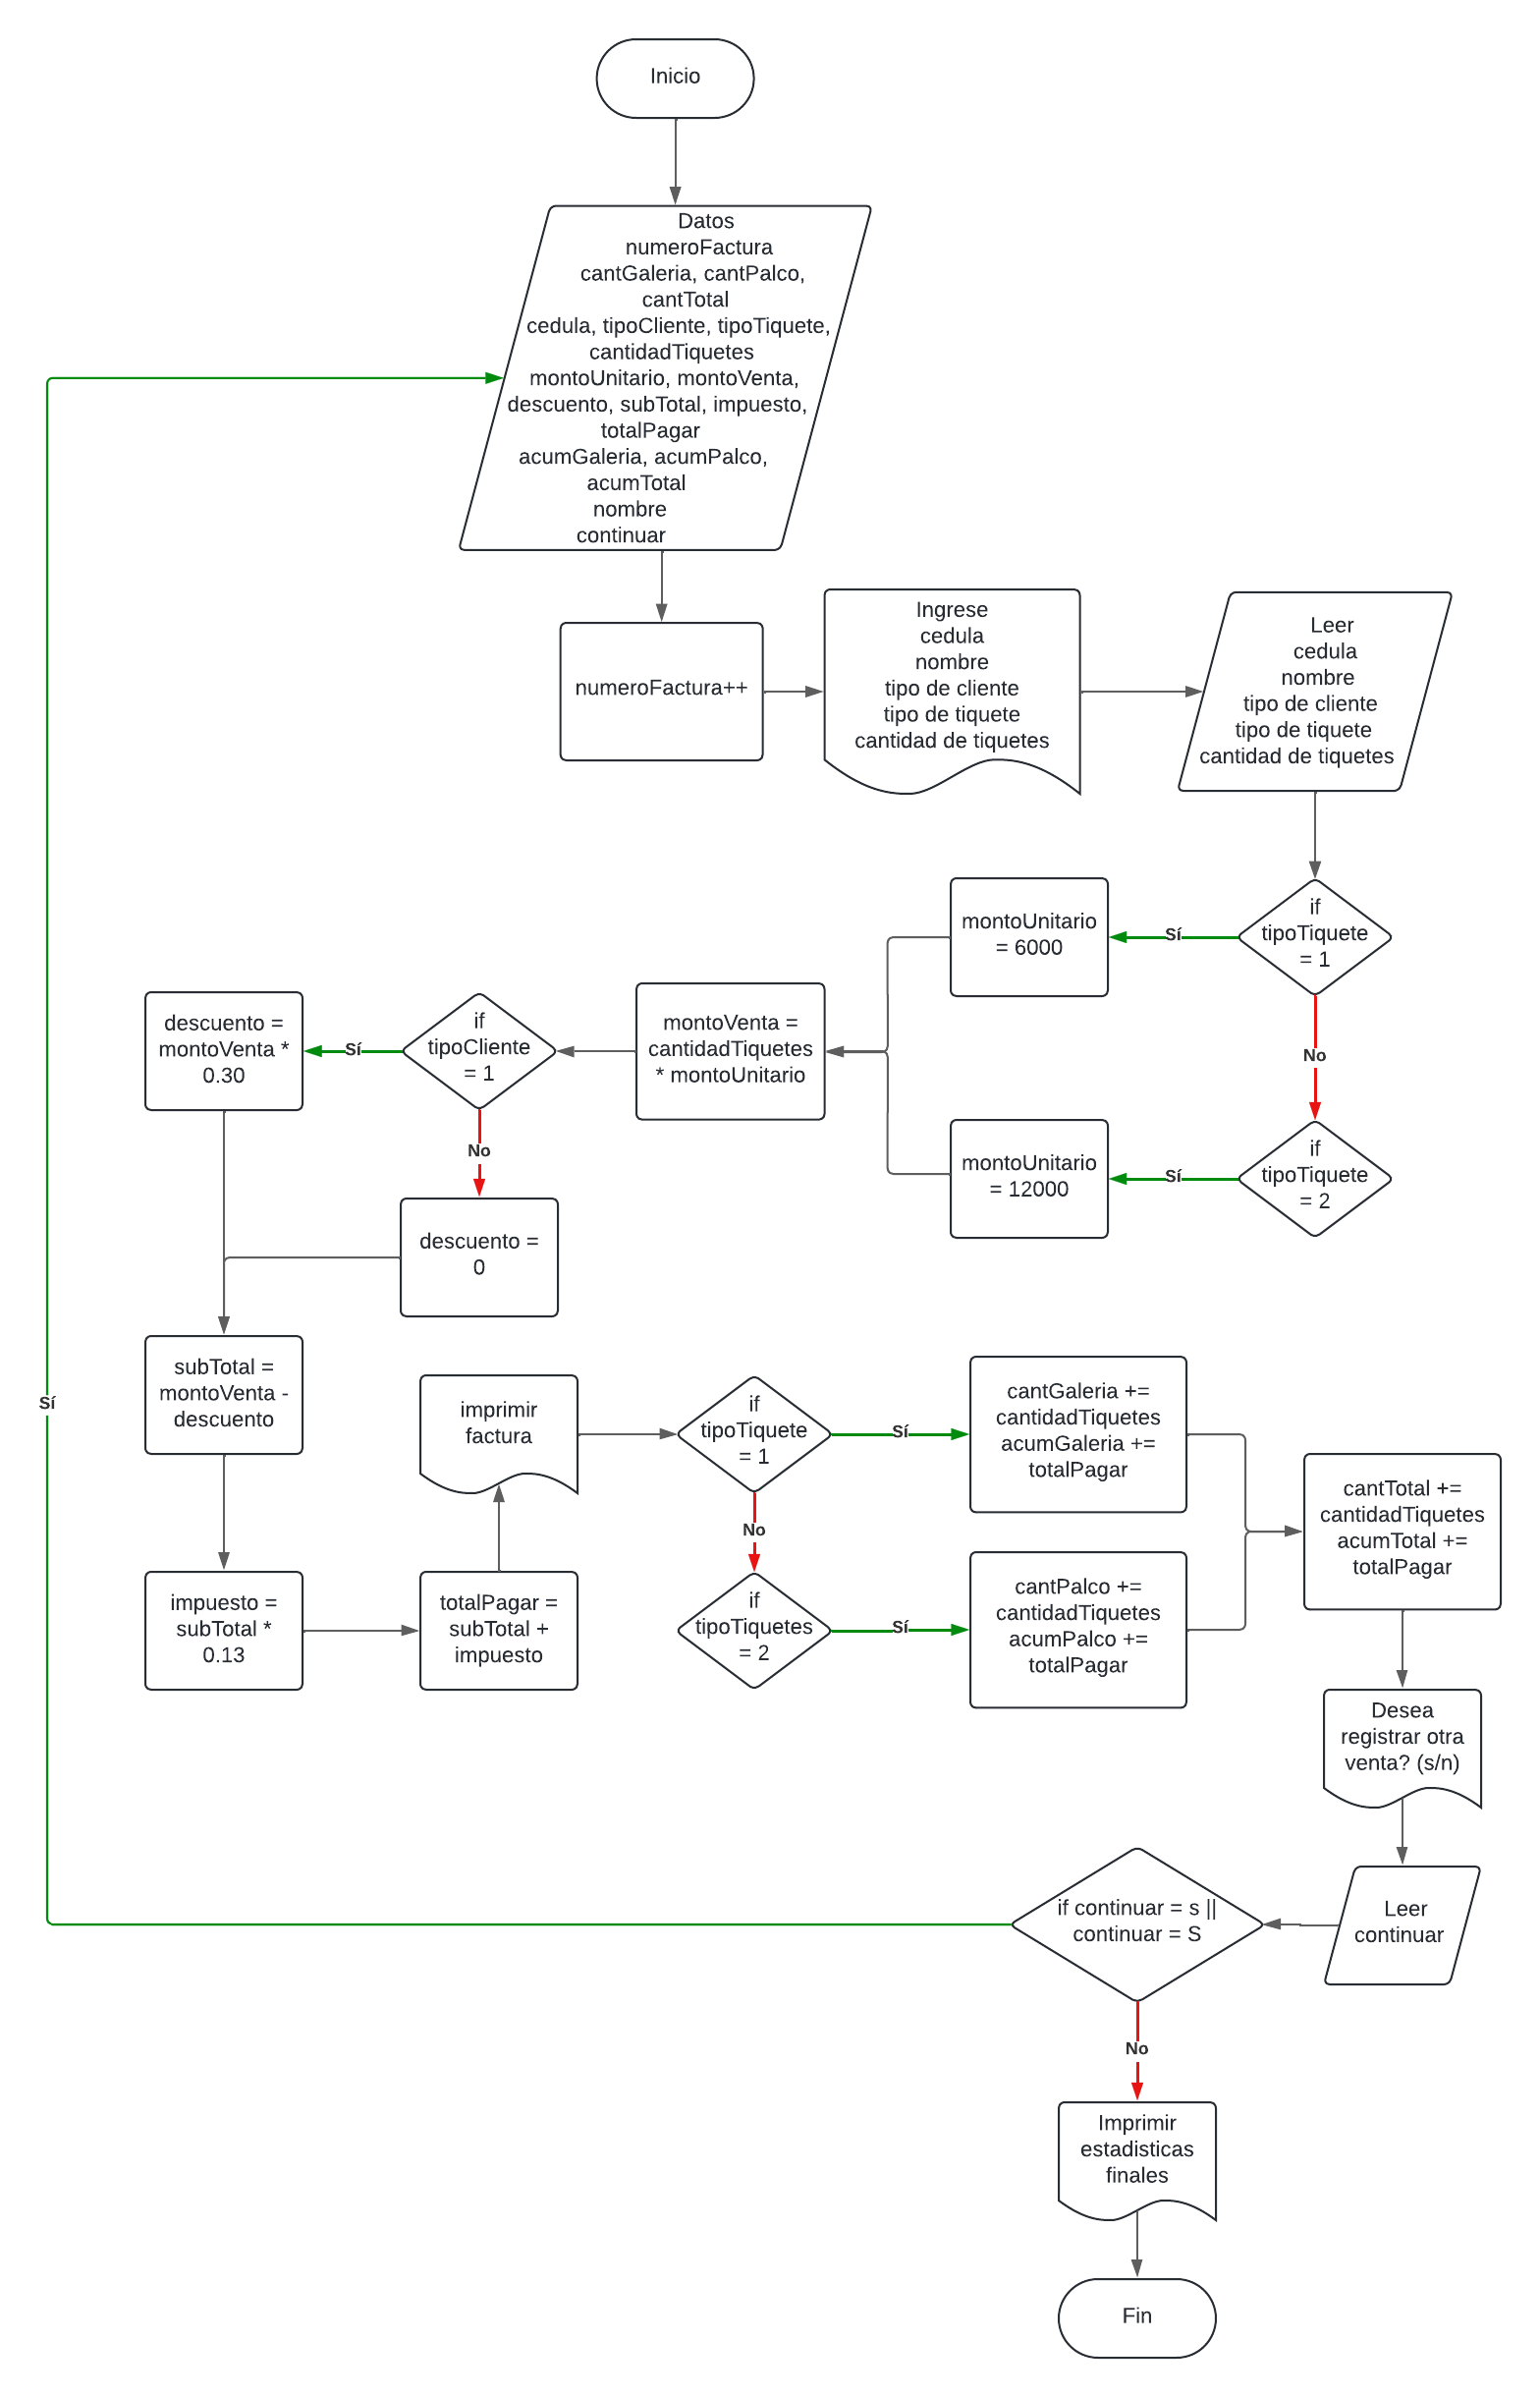 Inicio
Datos
numeroFactura
cantGaleria, cantPalco,
cantTotal
cedula, tipoCliente, tipoTiquete,
cantidadTiquetes
montoUnitario, montoVenta,
descuento, subTotal, impuesto,
totalPagar
acumGaleria, acumPalco,
acumTotal
nombre
continuar
numeroFactura++
Ingrese
cedula
nombre
tipo de cliente
tipo de tiquete
cantidad de tiquetes
Leer
cedula
nombre
tipo de cliente
tipo de tiquete
cantidad de tiquetes
if
tipoTiquete
= 1
Sí
montoUnitario
= 6000
No
if
tipoTiquete
= 2
Sí
montoUnitario
= 12000
montoVenta =
cantidadTiquetes
* montoUnitario
if
tipoCliente
= 1
Sí
descuento =
montoVenta *
0.30
No
descuento =
0
subTotal =
montoVenta -
descuento
impuesto =
subTotal *
0.13
totalPagar =
subTotal +
impuesto
imprimir
factura
if
tipoTiquete
= 1
Sí
cantGaleria +=
cantidadTiquetes
acumGaleria +=
totalPagar
No
if
tipoTiquetes
= 2
Sí
cantPalco +=
cantidadTiquetes
acumPalco +=
totalPagar
cantTotal +=
cantidadTiquetes
acumTotal +=
totalPagar
Desea
registrar otra
venta? (s/n)
Leer
continuar
if continuar = s ||
continuar = S
Sí
No
Imprimir
estadisticas
finales
Fin